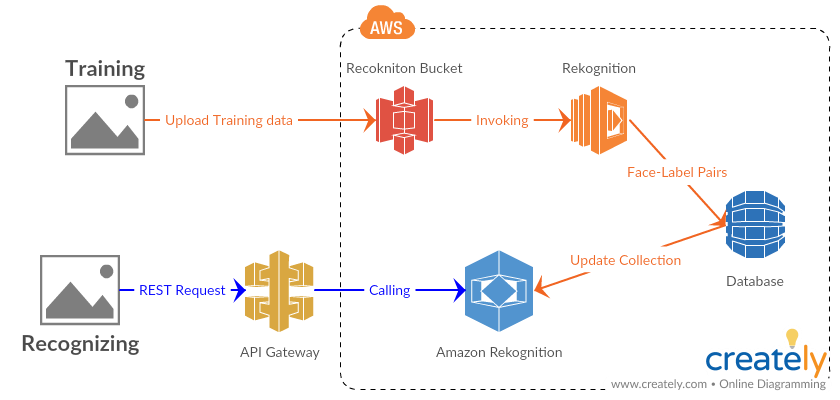 AWS
Training
Recokniton Bucket
Rekognition
Upload Training data
Invoking
Face-Label Pairs
Update Collection
Database
REST Request
Calling
Recognizing
API Gateway
Amazon Rekognition
creately
www.creately.com • Online Diagramming